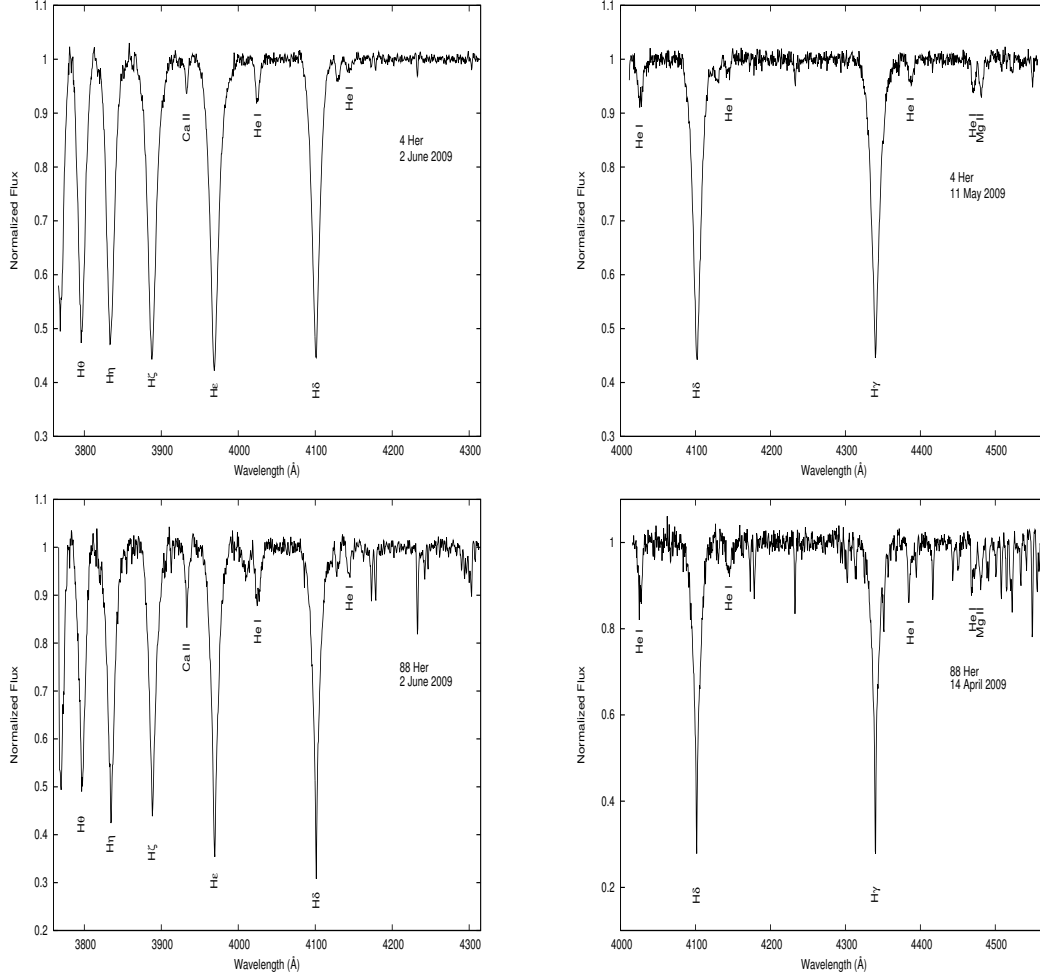 1.1
1
0.9
0.8
0.7
0.6
0.5
0.4
0.3
Normalized Flux
3800
3900
4000
4100
4200
4300
Wavelength (Å)
Hθ
Hη
Hζ
Ca II
Hε
He I
Hδ
He I
4 Her
2 June 2009
1.1
1
0.9
0.8
0.7
0.6
0.5
0.4
0.3
Normalized Flux
4000
4100
4200
4300
4400
4500
Wavelength (Å)
He I
Hδ
He I
Hγ
He I
He I
Mg II
4 Her
11 May 2009
1.1
1
0.9
0.8
0.7
0.6
0.5
0.4
0.3
0.2
Normalized Flux
3800
3900
4000
4100
4200
4300
Wavelength (Å)
Hθ
Hη
Hζ
Ca II
Hε
He I
Hδ
He I
88 Her
2 June 2009
1.1
1
0.8
0.6
0.4
0.2
Normalized Flux
4000
4100
4200
4300
4400
4500
Wavelength (Å)
He I
Hδ
He I
Hγ
He I
He I
Mg II
88 Her
14 April 2009